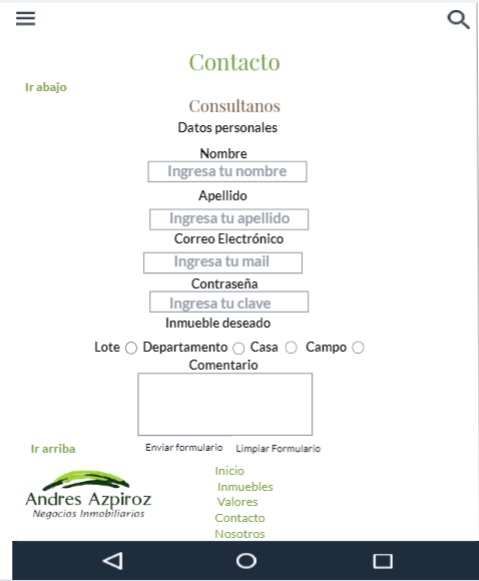 Contacto
Ir abajo
Consultanos
Datos personales
Nombre
Ingresa tu nombre
Apellido
Ingresa tu apellido
Correo Electrónico
Ingresa tu mail
Contraseña
Ingresa tu clave
Inmueble deseado
Lote Departamento Casa Campo
Comentario
Ir arriba Enviar formulario Limpiar Formulario
Andres Azpiroz
Negocios Inmobiliarios
Inicio
Inmuebles
Valores
Contacto
Nosotros